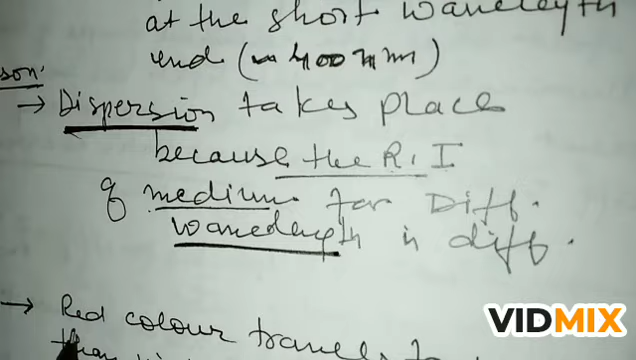 at the short wavelength
end (~ 400 nm)
son:
→ Dispersion takes place
because the R.I
of medium for Diff.
wavelength is diff.
→ Red colour travels
than
VIDMIX